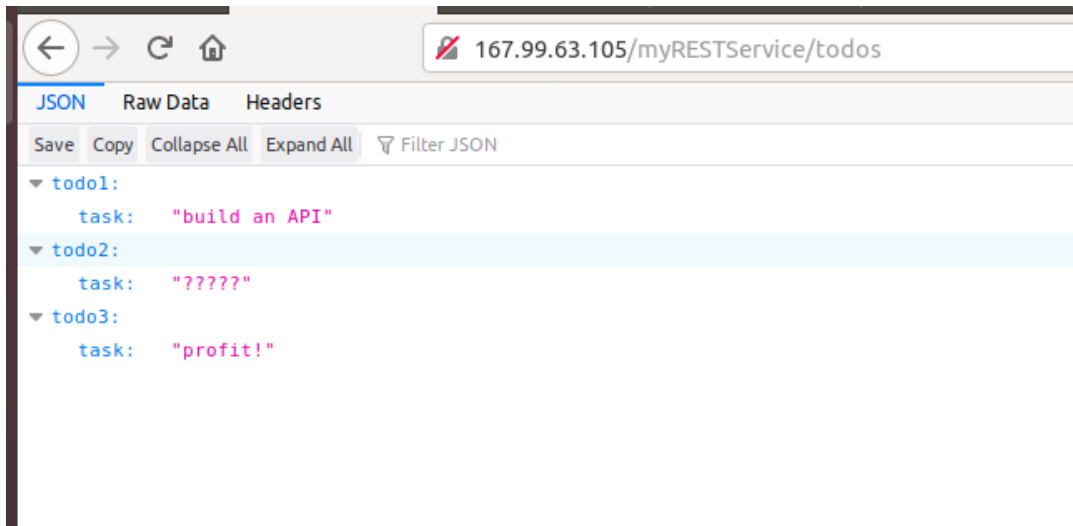 167.99.63.105/myRESTService/todos
JSON Raw Data Headers
Save Copy Collapse All Expand All Filter JSON
todo1:
task: "build an API"
todo2:
task: "?????"
todo3:
task: "profit!"